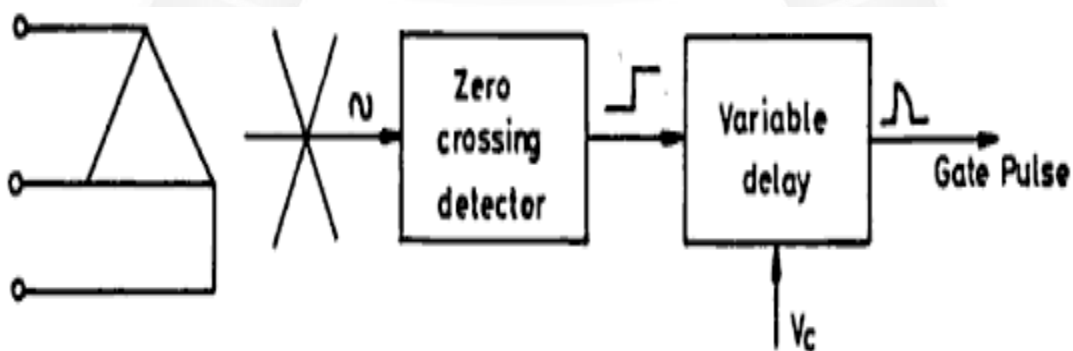 Zero
crossing
detector
Variable
delay
Gate Pulse
Vc